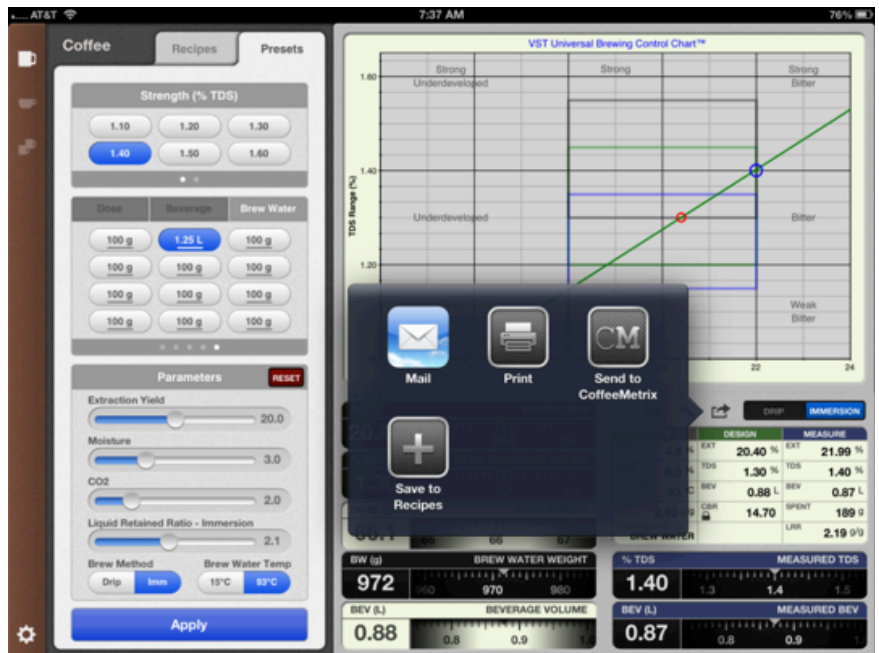 AT&T
7:37 AM
76%
Coffee
Recipes
Presets
Strength (% TDS)
1.10 1.20 1.30
1.40 1.50 1.60
Dose Beverage Brew Water
100 g 1.25 L 100 g
100 g 100 g 100 g
100 g 100 g 100 g
100 g 100 g 100 g
Parameters RESET
Extraction Yield
20.0
Moisture
3.0
CO2
2.0
Liquid Retained Ratio - Immersion
2.1
Brew Method Brew Water Temp
Drip Imm 15°C 93°C
Apply
VST Universal Brewing Control Chart™
TDS Range (%)
1.60
1.40
1.20
Strong
Underdeveloped
Strong
Strong
Bitter
Underdeveloped
Bitter
Weak
Bitter
22 24
Mail
Print
Send to
CoffeeMetrix
Save to
Recipes
DRIP IMMERSION
DESIGN MEASURE
EXT 20.40 % EXT 21.99 %
TDS 1.30 % TDS 1.40 %
BEV 0.88 L BEV 0.87 L
CBR 14.70 SPENT 189 g
LRR 2.19 g/g
BREW WATER
65 66 67
BW (g) BREW WATER WEIGHT
972 960 970 980
BEV (L) BEVERAGE VOLUME
0.88 0.8 0.9 1.0
% TDS MEASURED TDS
1.40 1.3 1.4 1.5
BEV (L) MEASURED BEV
0.87 0.8 0.9